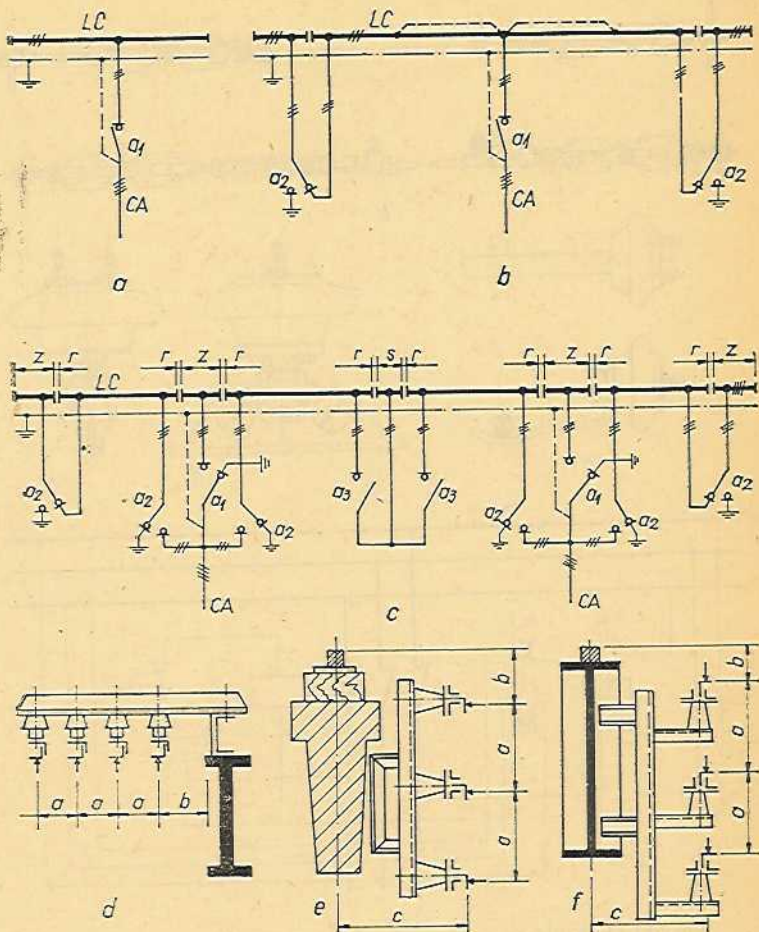 LC LC
a1 a2 a1 a2
CA CA
a b
z r r z r r s r r z r r z
LC
a2 a2 a1 a2 a3 a3 a2 a1 a2 a2
CA c CA
b b
a a
a a a b a a
d e c f c